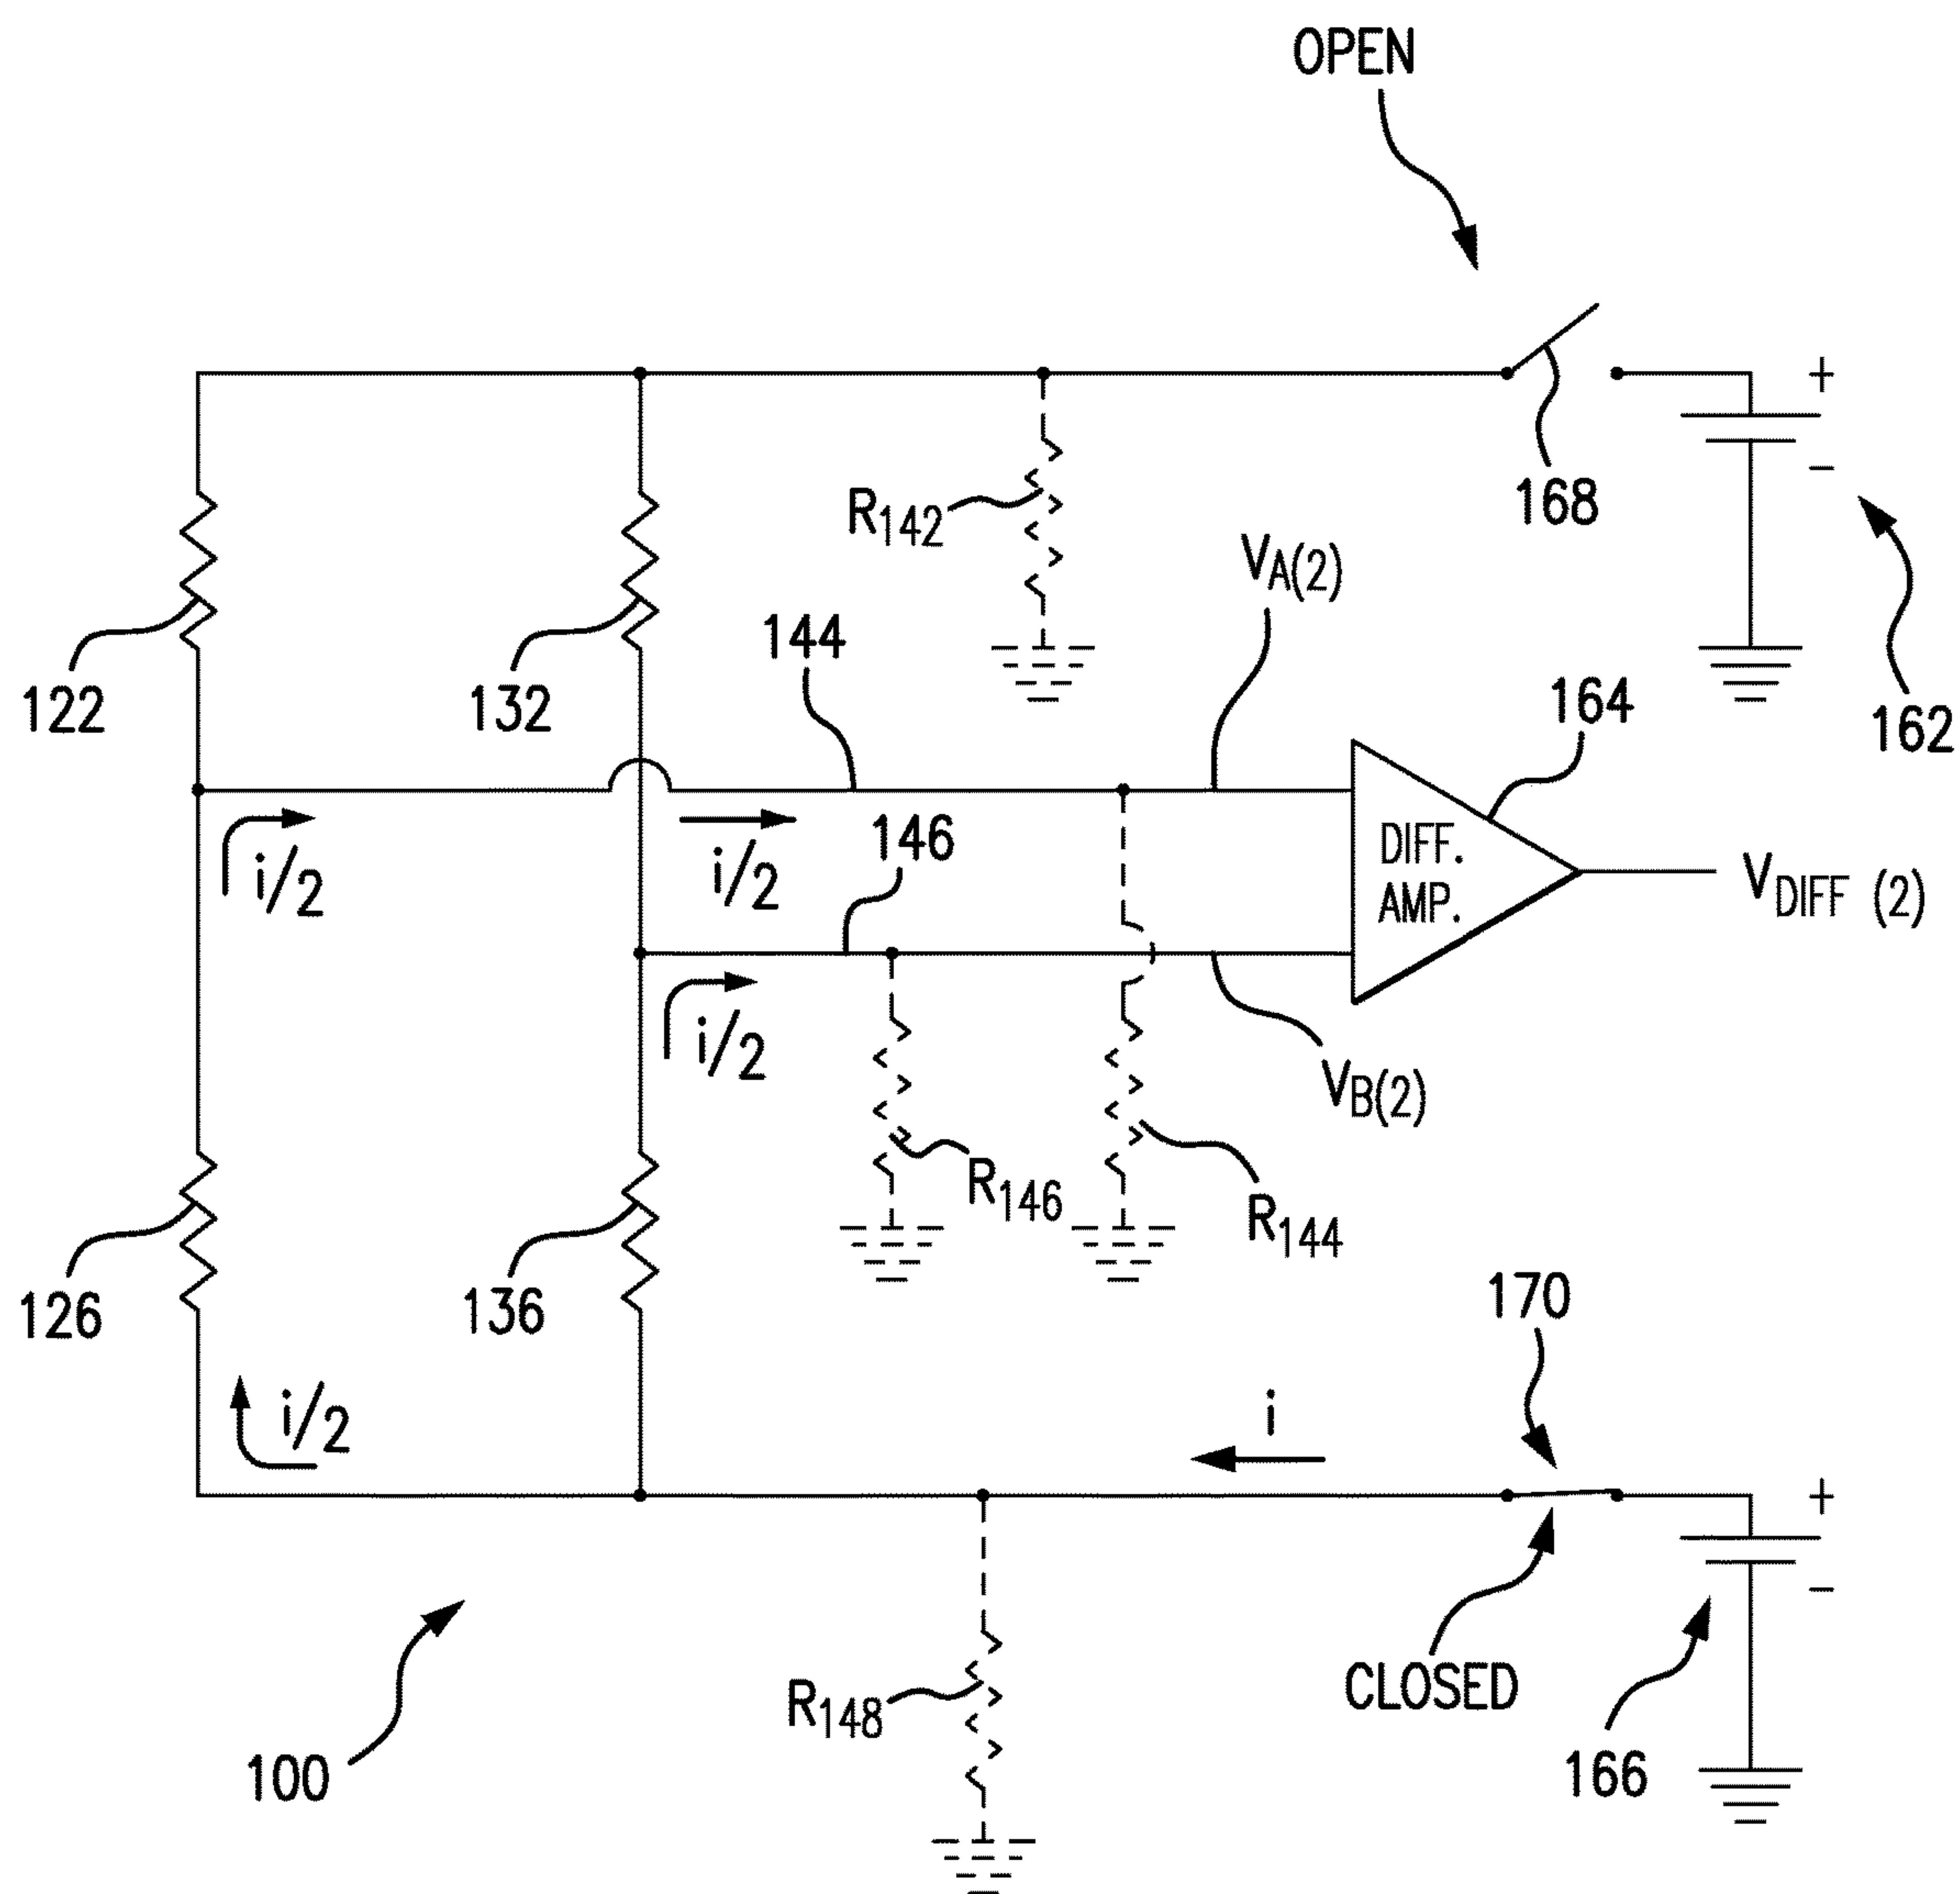 OPEN
+
R142
168
−
VA(2)
122
132
144
164
162
i/2
i/2
146
DIFF.
AMP.
VDIFF (2)
i/2
VB(2)
R146
R144
126
136
170
i/2
i
+
−
R148
CLOSED
100
166